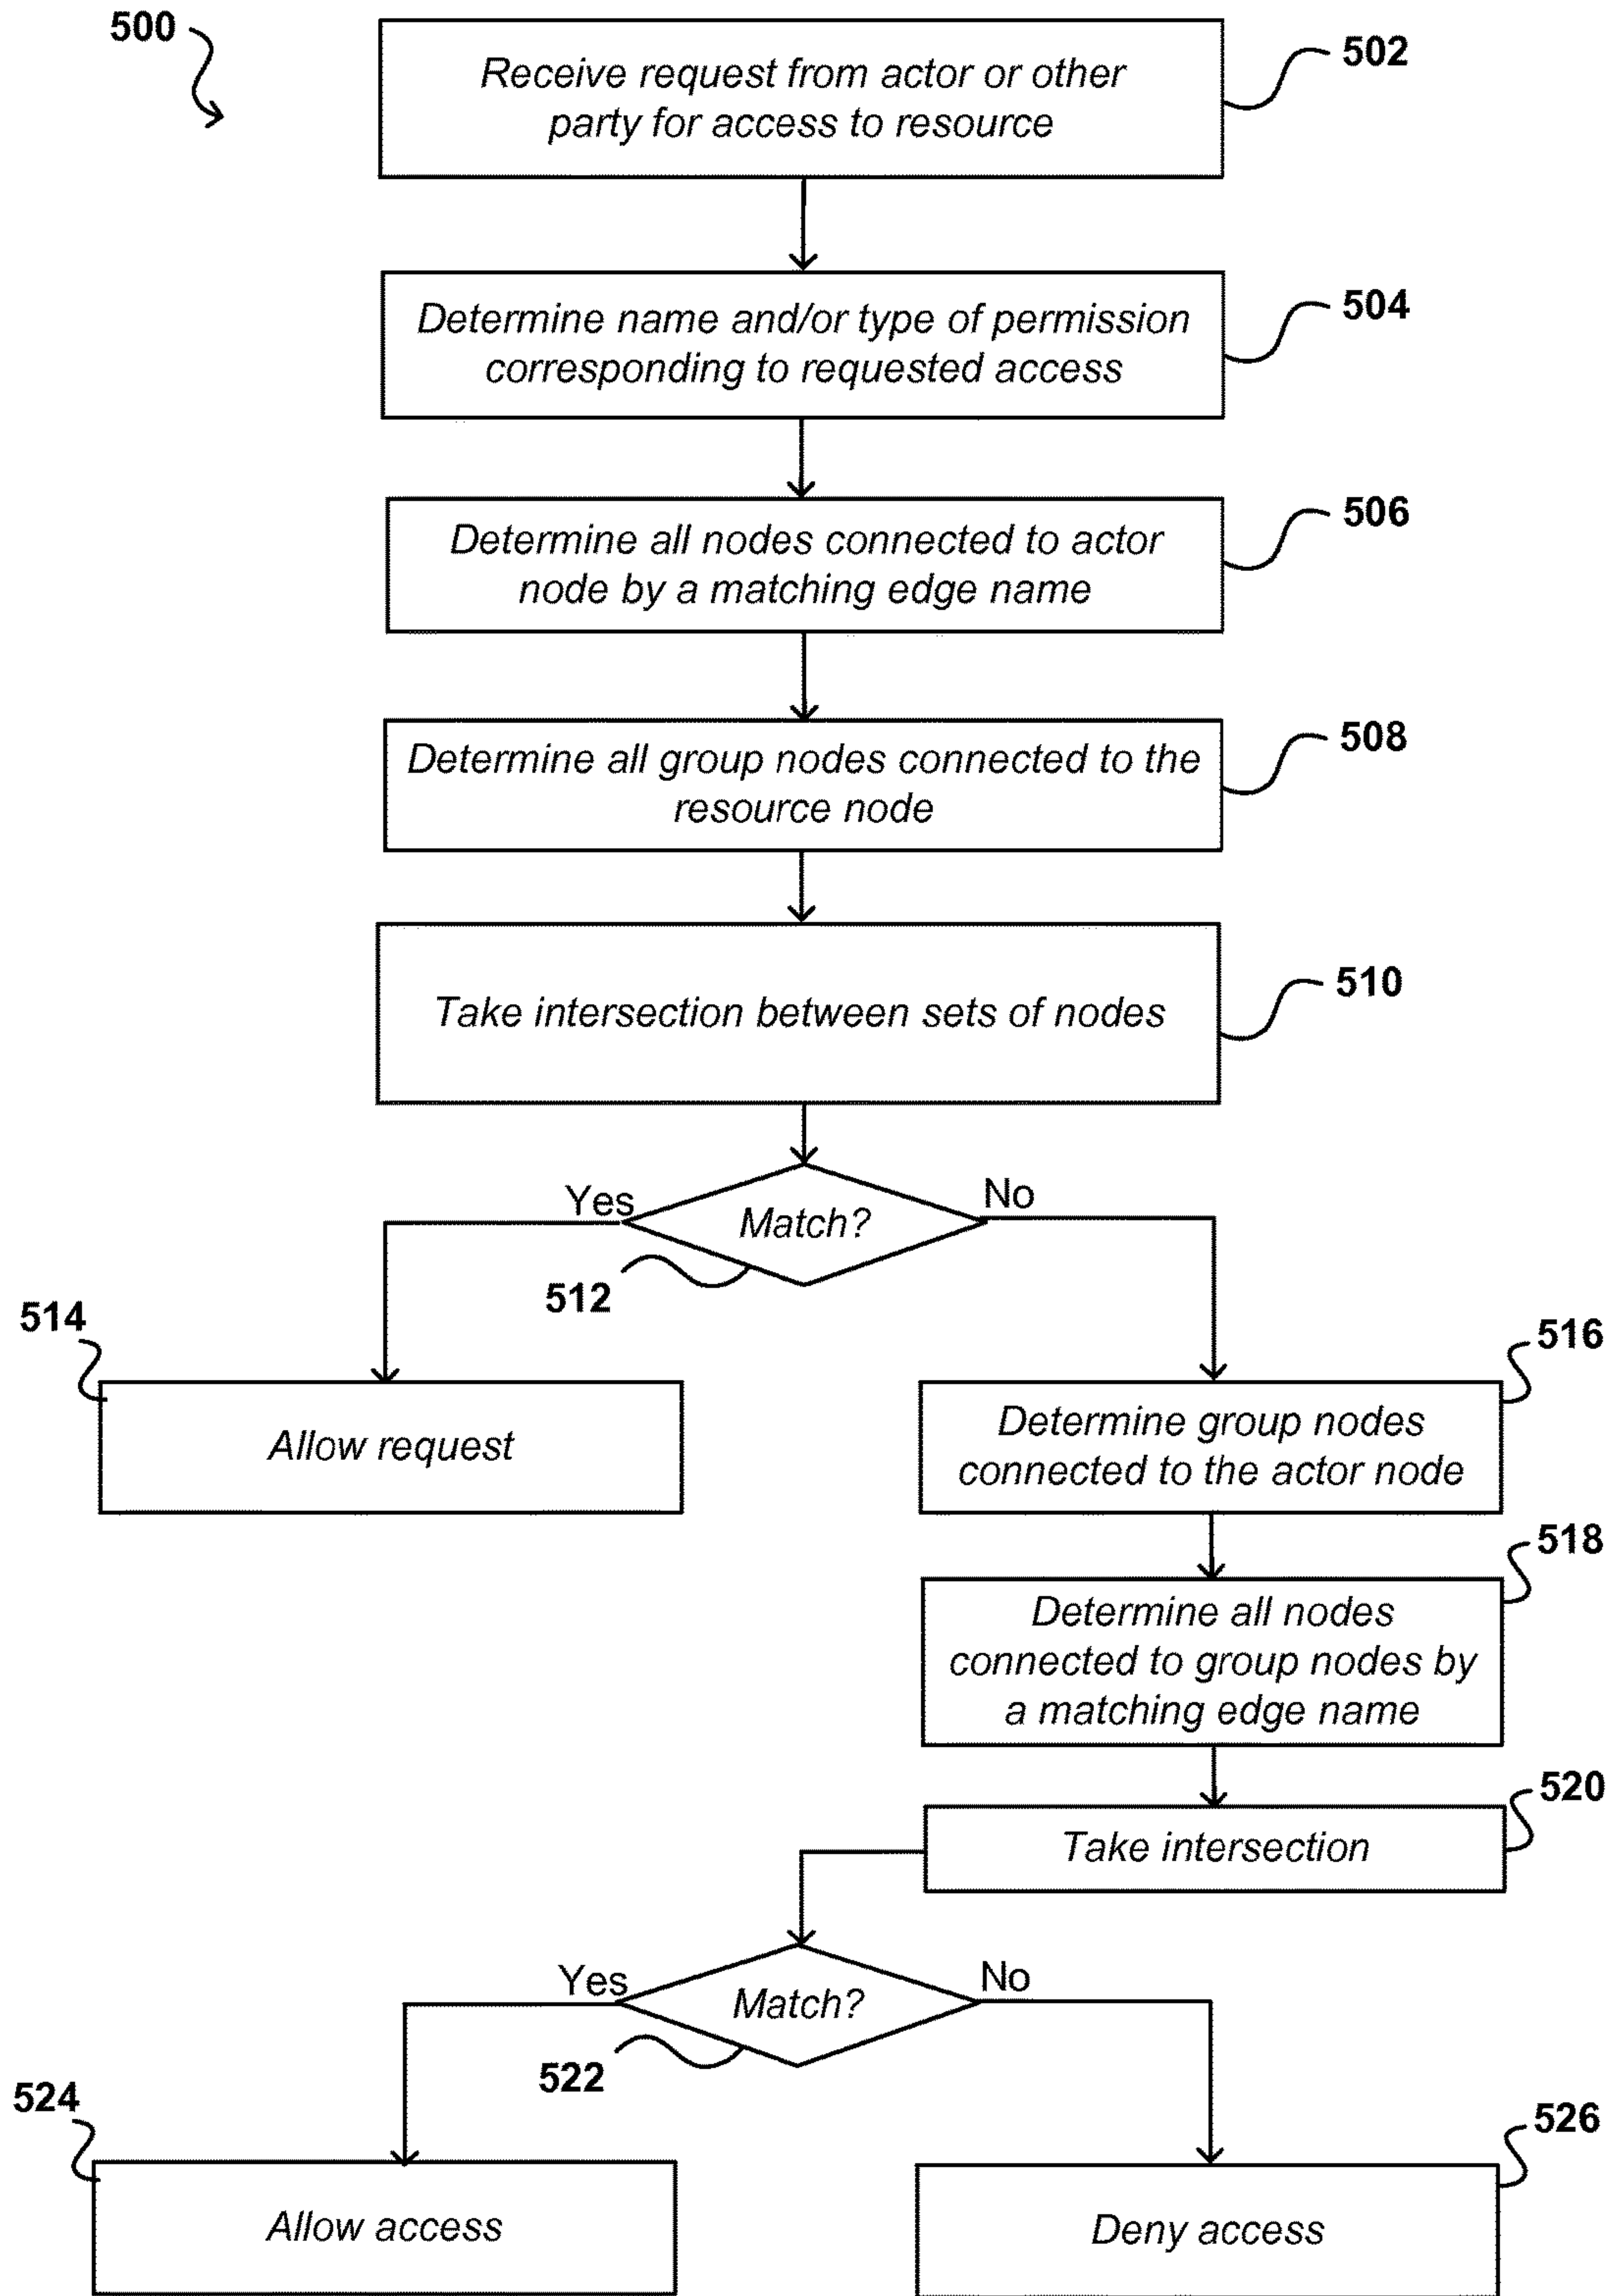 500
Receive request from actor or other
party for access to resource
502
Determine name and/or type of permission
corresponding to requested access
504
Determine all nodes connected to actor
node by a matching edge name
506
Determine all group nodes connected to the
resource node
508
Take intersection between sets of nodes
510
Yes
Match?
No
512
514
Allow request
516
Determine group nodes
connected to the actor node
518
Determine all nodes
connected to group nodes by
a matching edge name
520
Take intersection
Yes
Match?
No
522
524
Allow access
526
Deny access